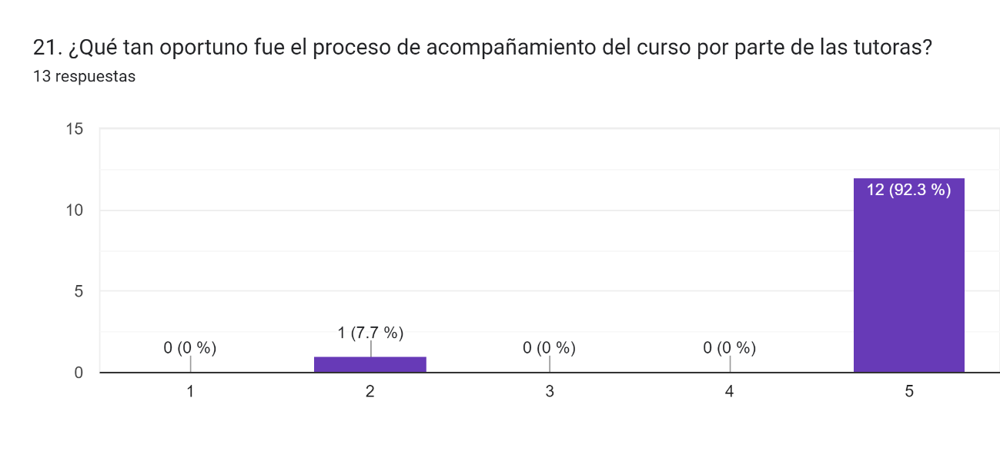 21. ¿Qué tan oportuno fue el proceso de acompañamiento del curso por parte de las tutoras?
13 respuestas
15
10
5
0
0 (0 %)
1 (7.7 %)
0 (0 %)
0 (0 %)
12 (92.3 %)
1
2
3
4
5